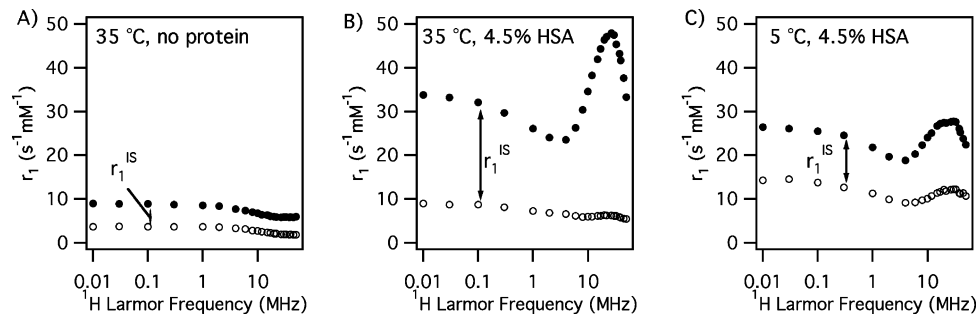 A)
35 °C, no protein
r₁ᴵˢ
r₁ (s⁻¹mM⁻¹)
50
40
30
20
10
0
0.01 0.1 1 10
¹H Larmor Frequency (MHz)
B)
35 °C, 4.5% HSA
r₁ᴵˢ
r₁ (s⁻¹mM⁻¹)
50
40
30
20
10
0
0.01 0.1 1 10
¹H Larmor Frequency (MHz)
C)
5 °C, 4.5% HSA
r₁ᴵˢ
r₁ (s⁻¹mM⁻¹)
50
40
30
20
10
0
0.01 0.1 1 10
¹H Larmor Frequency (MHz)